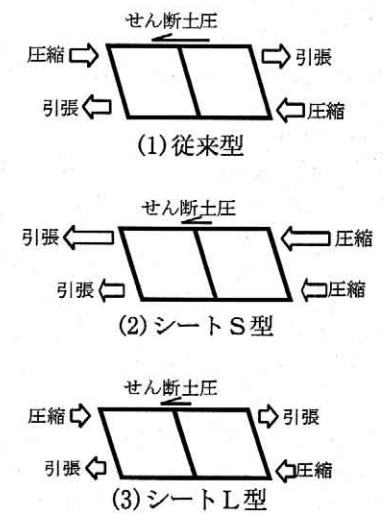 せん断土圧
圧縮 引張
引張 圧縮
(1)従来型
せん断土圧
引張 圧縮
引張 圧縮
(2)シートS型
せん断土圧
圧縮 引張
引張 圧縮
(3)シートL型